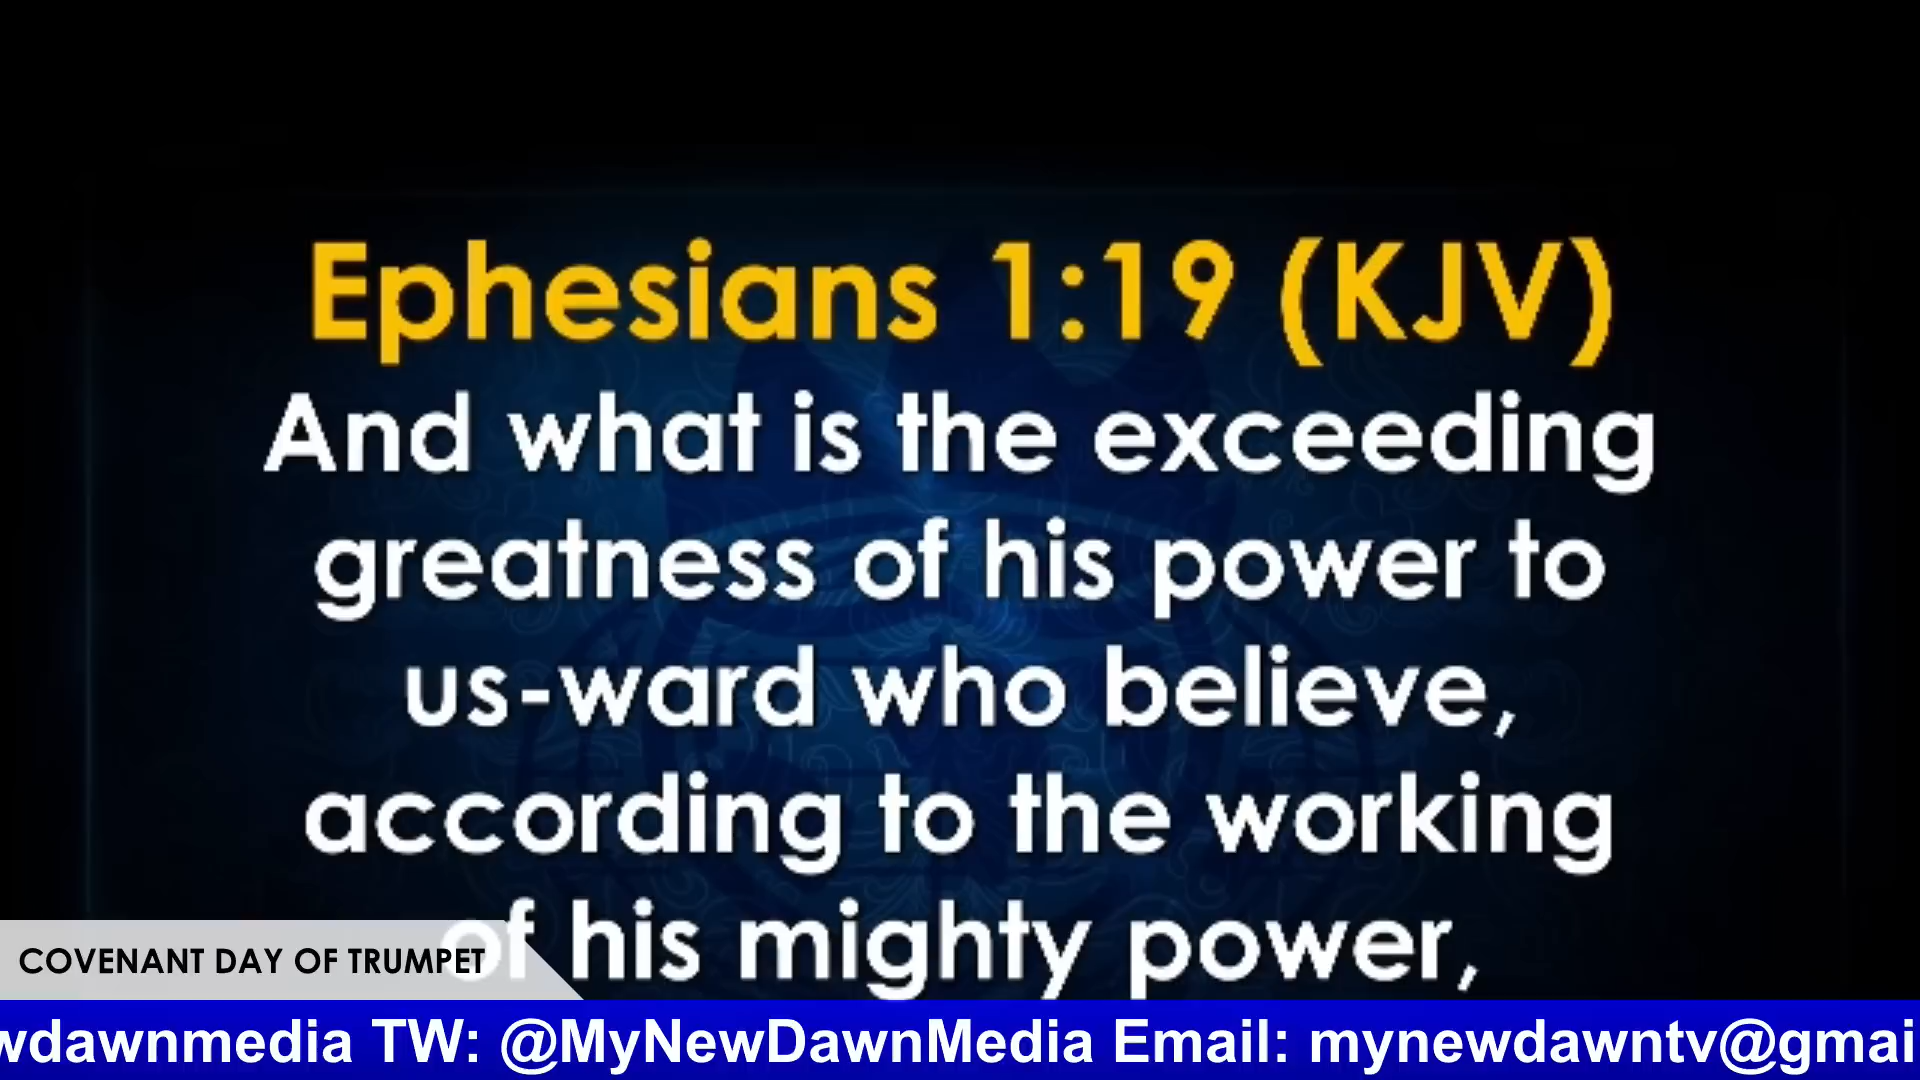 Ephesians 1:19 (KJV)
And what is the exceeding
greatness of his power to
us-ward who believe,
according to the working
of his mighty power,
COVENANT DAY OF TRUMPET
wdawnmedia TW: @MyNewDawnMedia Email: mynewdawntv@gmai